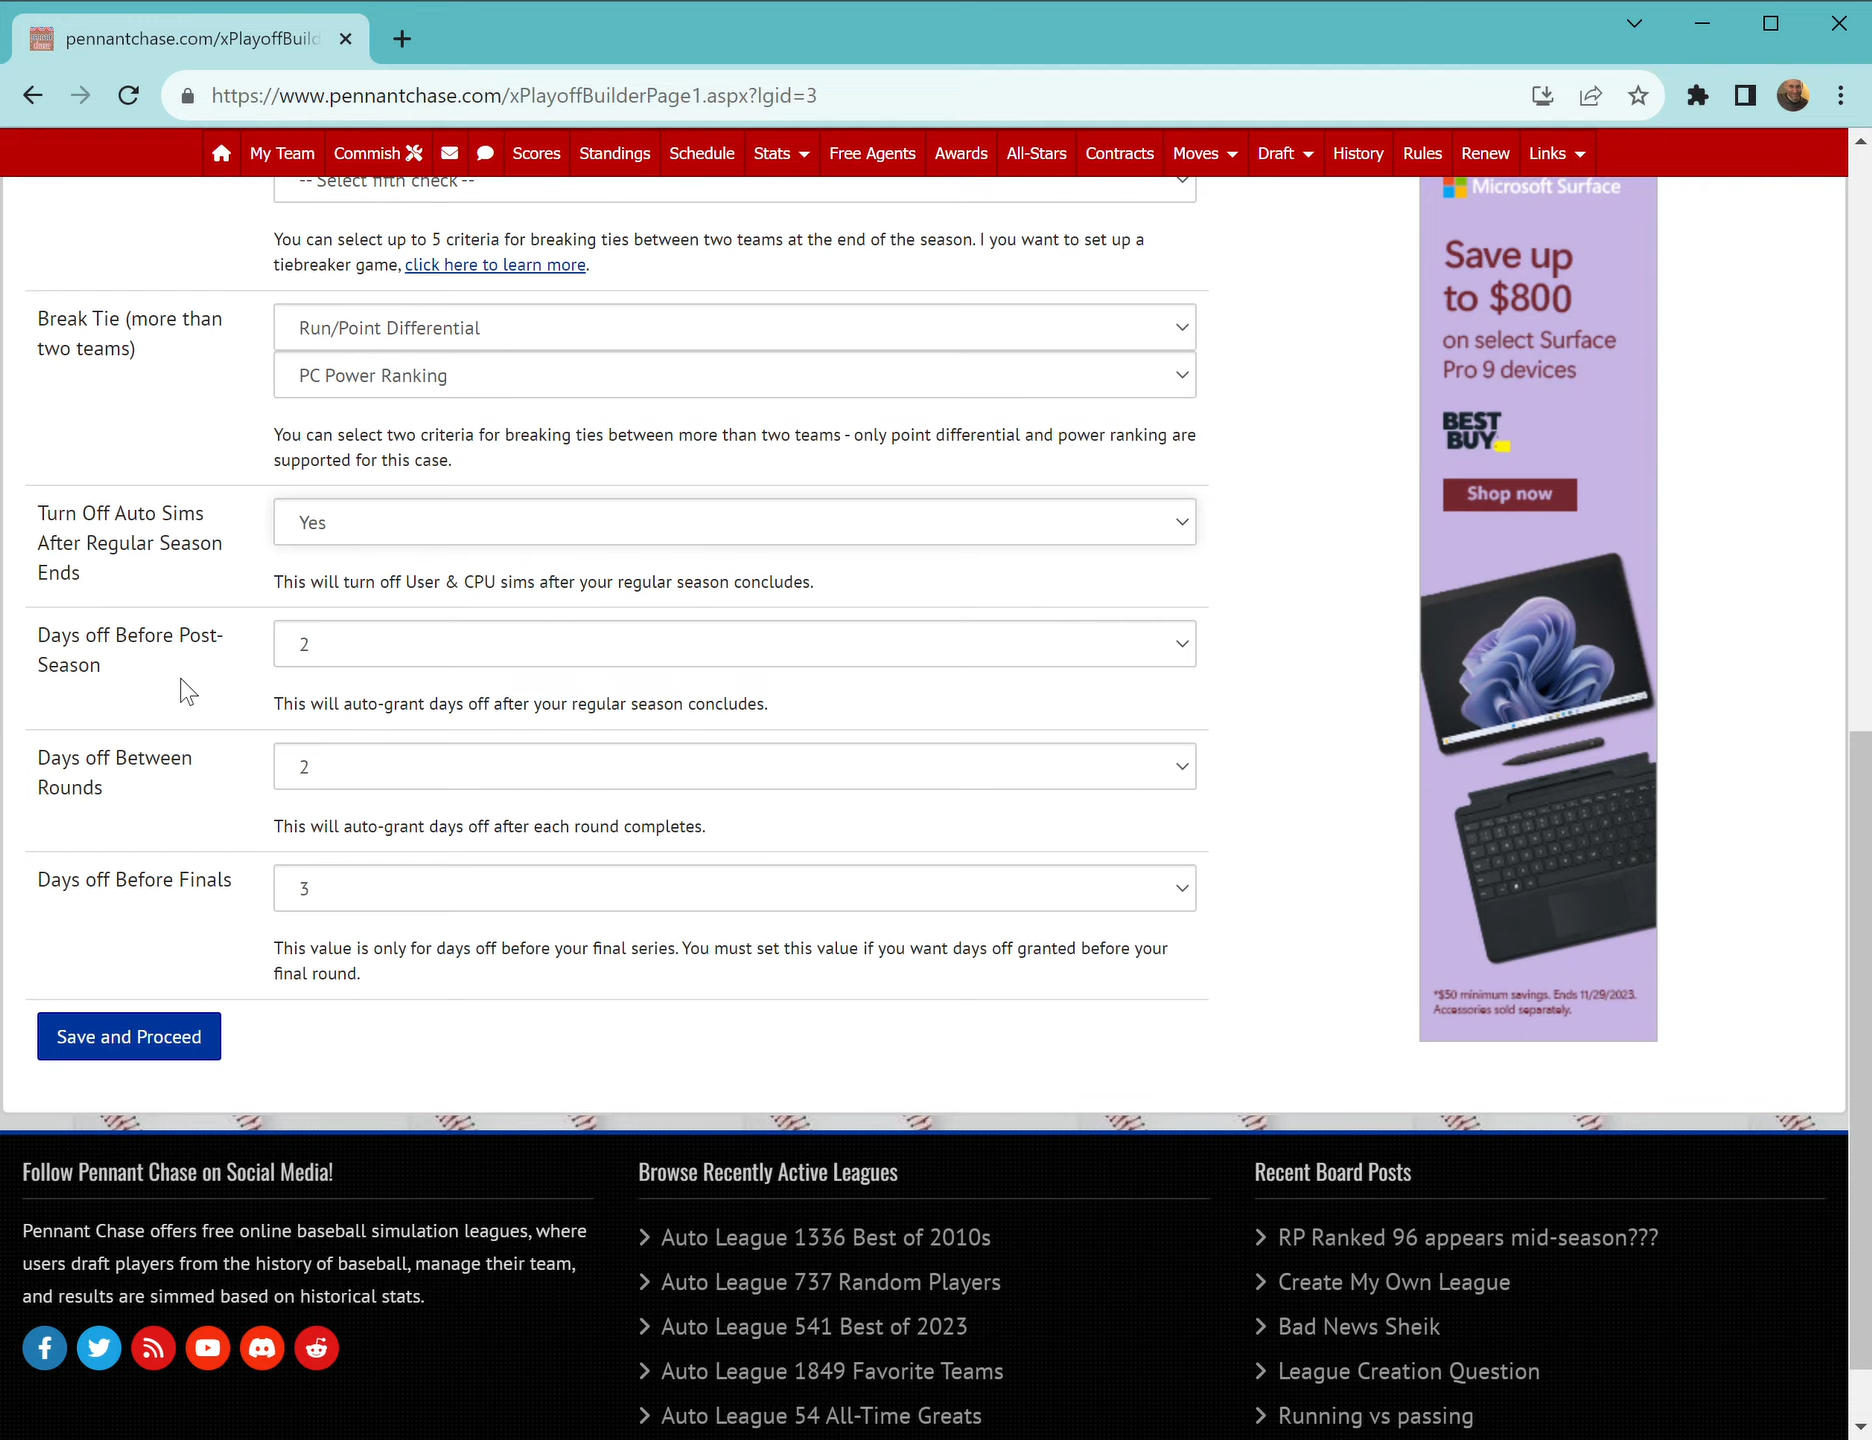 pennantchase.com/xPlayoffBuild
https://www.pennantchase.com/xPlayoffBuilderPage1.aspx?lgid=3
My Team
Commish
Scores
Standings
Schedule
Stats
Free Agents
Awards
All-Stars
Contracts
Moves
Draft
History
Rules
Renew
Links
-- Select fifth check --
You can select up to 5 criteria for breaking ties between two teams at the end of the season. I you want to set up a
tiebreaker game, click here to learn more.
Break Tie (more than
two teams)
Run/Point Differential
PC Power Ranking
You can select two criteria for breaking ties between more than two teams - only point differential and power ranking are
supported for this case.
Turn Off Auto Sims
After Regular Season
Ends
Yes
This will turn off User & CPU sims after your regular season concludes.
Days off Before Post-
Season
2
This will auto-grant days off after your regular season concludes.
Days off Between
Rounds
2
This will auto-grant days off after each round completes.
Days off Before Finals
3
This value is only for days off before your final series. You must set this value if you want days off granted before your
final round.
Save and Proceed
Microsoft Surface
Save up
to $800
on select Surface
Pro 9 devices
BEST
BUY
Shop now
*$50 minimum savings. Ends 11/29/2023.
Accessories sold separately.
Follow Pennant Chase on Social Media!
Pennant Chase offers free online baseball simulation leagues, where
users draft players from the history of baseball, manage their team,
and results are simmed based on historical stats.
Browse Recently Active Leagues
Auto League 1336 Best of 2010s
Auto League 737 Random Players
Auto League 541 Best of 2023
Auto League 1849 Favorite Teams
Auto League 54 All-Time Greats
Recent Board Posts
RP Ranked 96 appears mid-season???
Create My Own League
Bad News Sheik
League Creation Question
Running vs passing